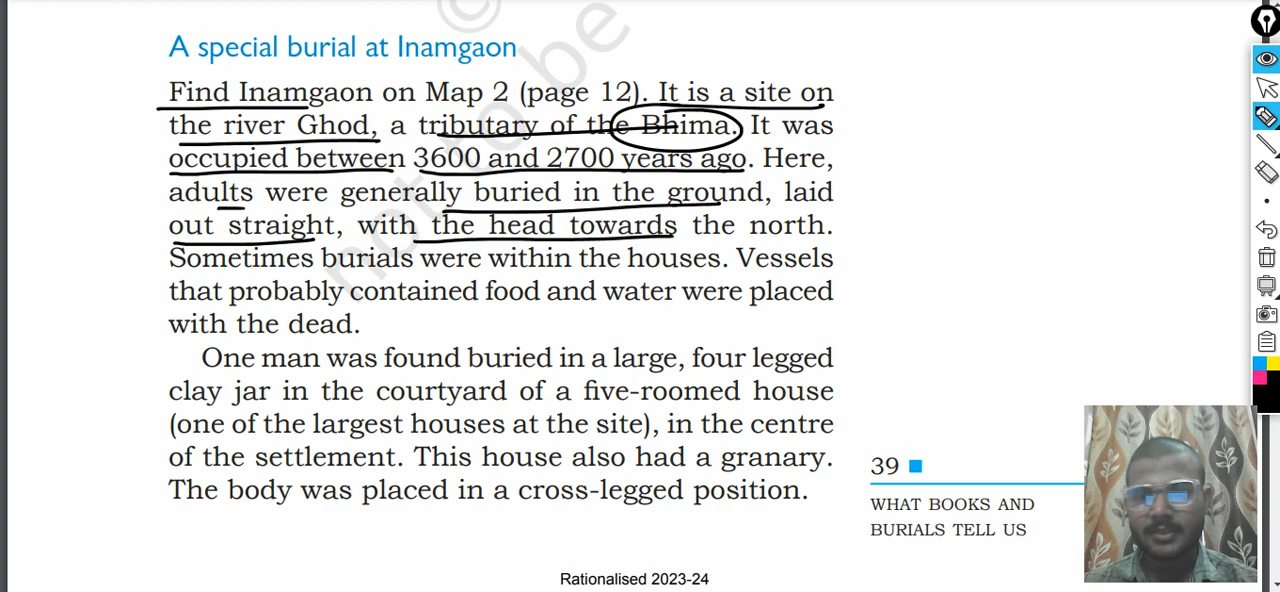 A special burial at Inamgaon
Find Inamgaon on Map 2 (page 12). It is a site on
the river Ghod, a tributary of the Bhima. It was
occupied between 3600 and 2700 years ago. Here,
adults were generally buried in the ground, laid
out straight, with the head towards the north.
Sometimes burials were within the houses. Vessels
that probably contained food and water were placed
with the dead.
One man was found buried in a large, four legged
clay jar in the courtyard of a five-roomed house
(one of the largest houses at the site), in the centre
of the settlement. This house also had a granary.
The body was placed in a cross-legged position.
39
WHAT BOOKS AND
BURIALS TELL US
Rationalised 2023-24
© 
not to be